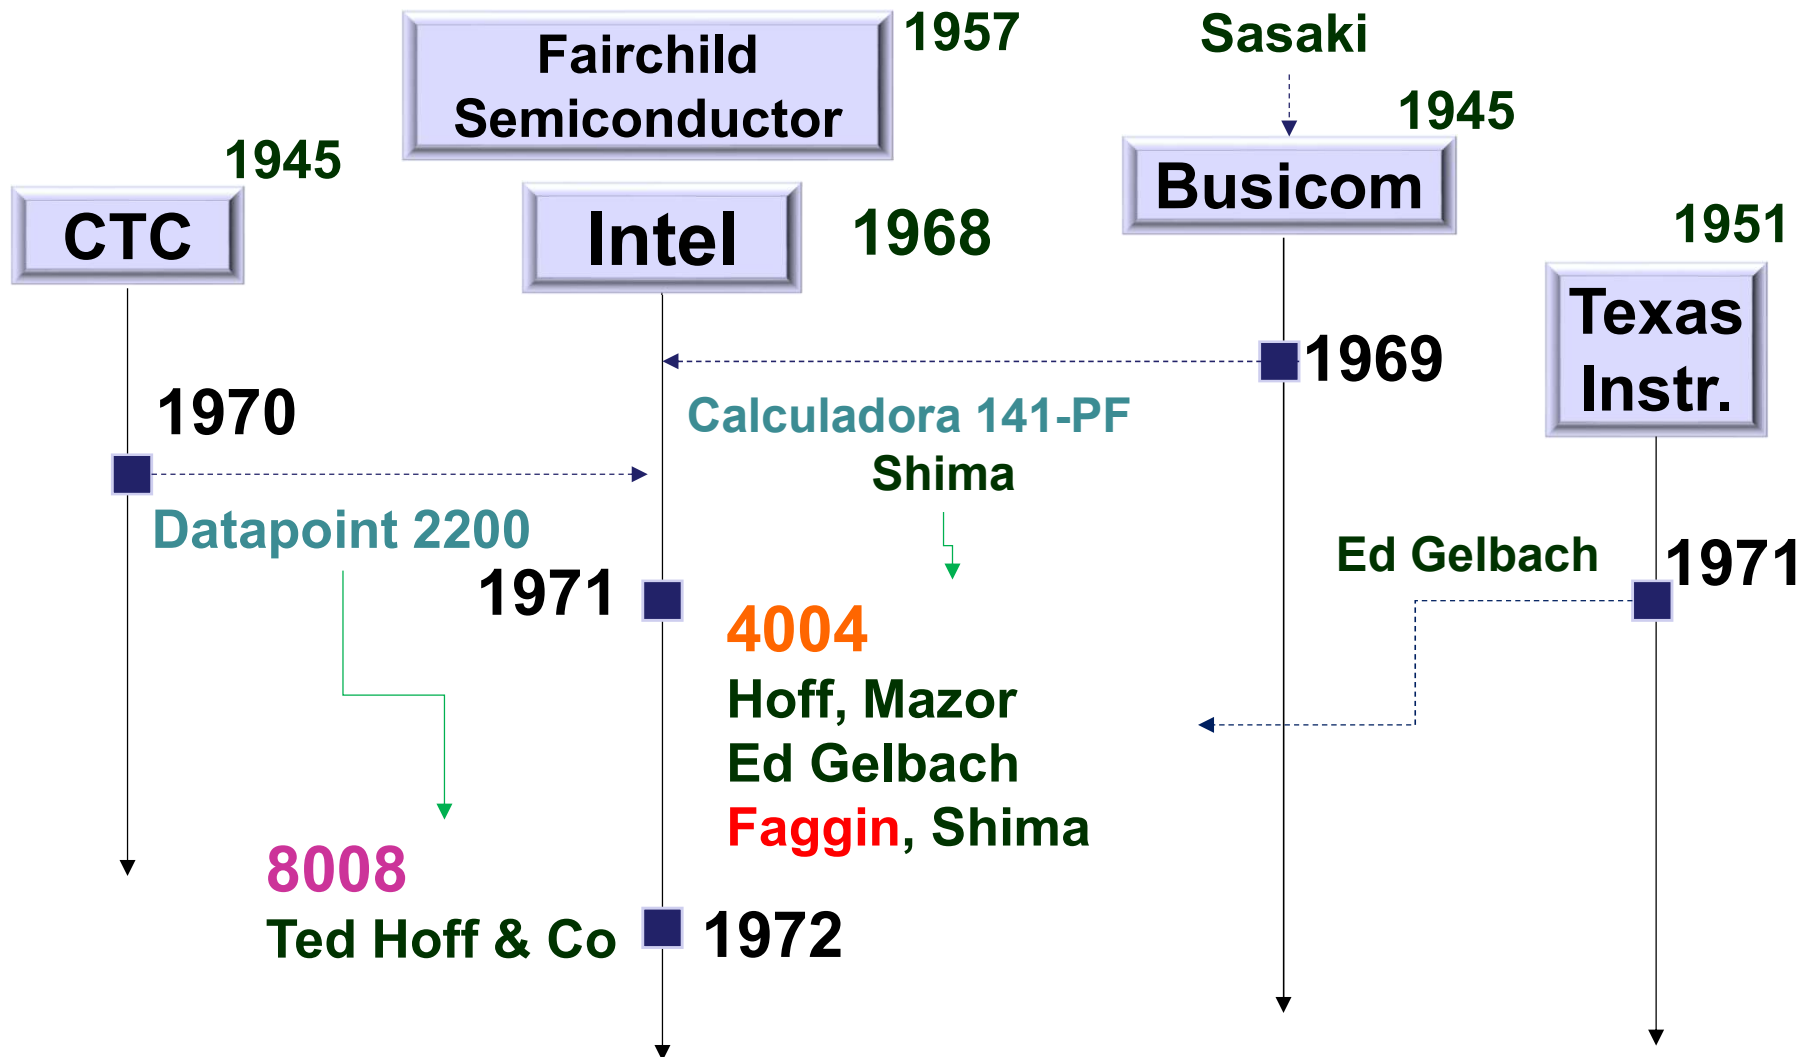 Fairchild
Semiconductor
1957
Sasaki
1945
CTC
Intel
1968
1945
Busicom
1951
Texas
Instr.
1969
1970
Calculadora 141-PF
Shima
Datapoint 2200
1971
Ed Gelbach
1971
4004
Hoff, Mazor
Ed Gelbach
Faggin, Shima
8008
Ted Hoff & Co
1972